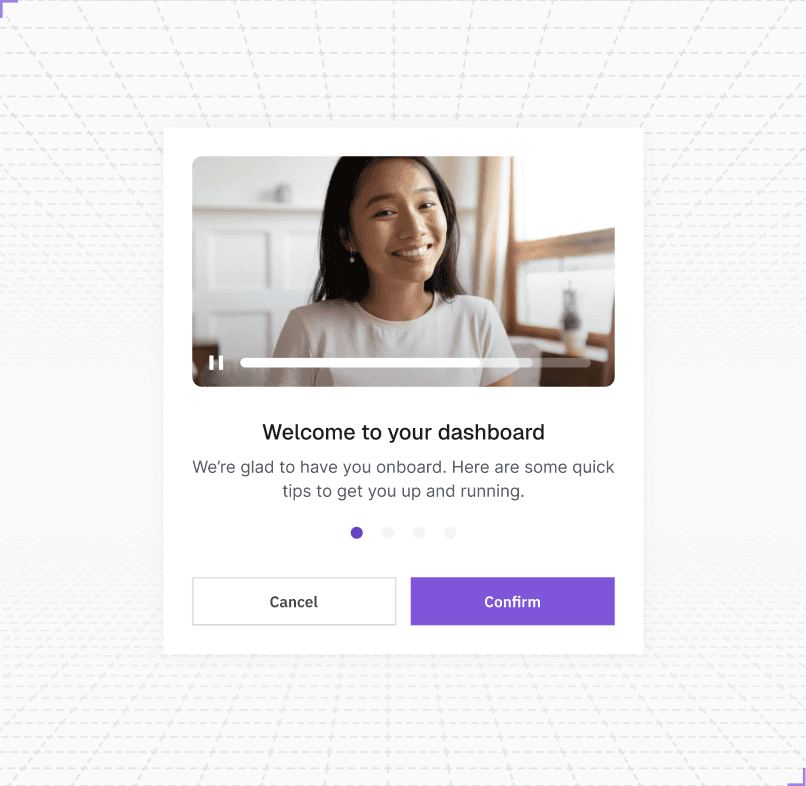 Welcome to your dashboard
We’re glad to have you onboard. Here are some quick
tips to get you up and running.
Cancel
Confirm